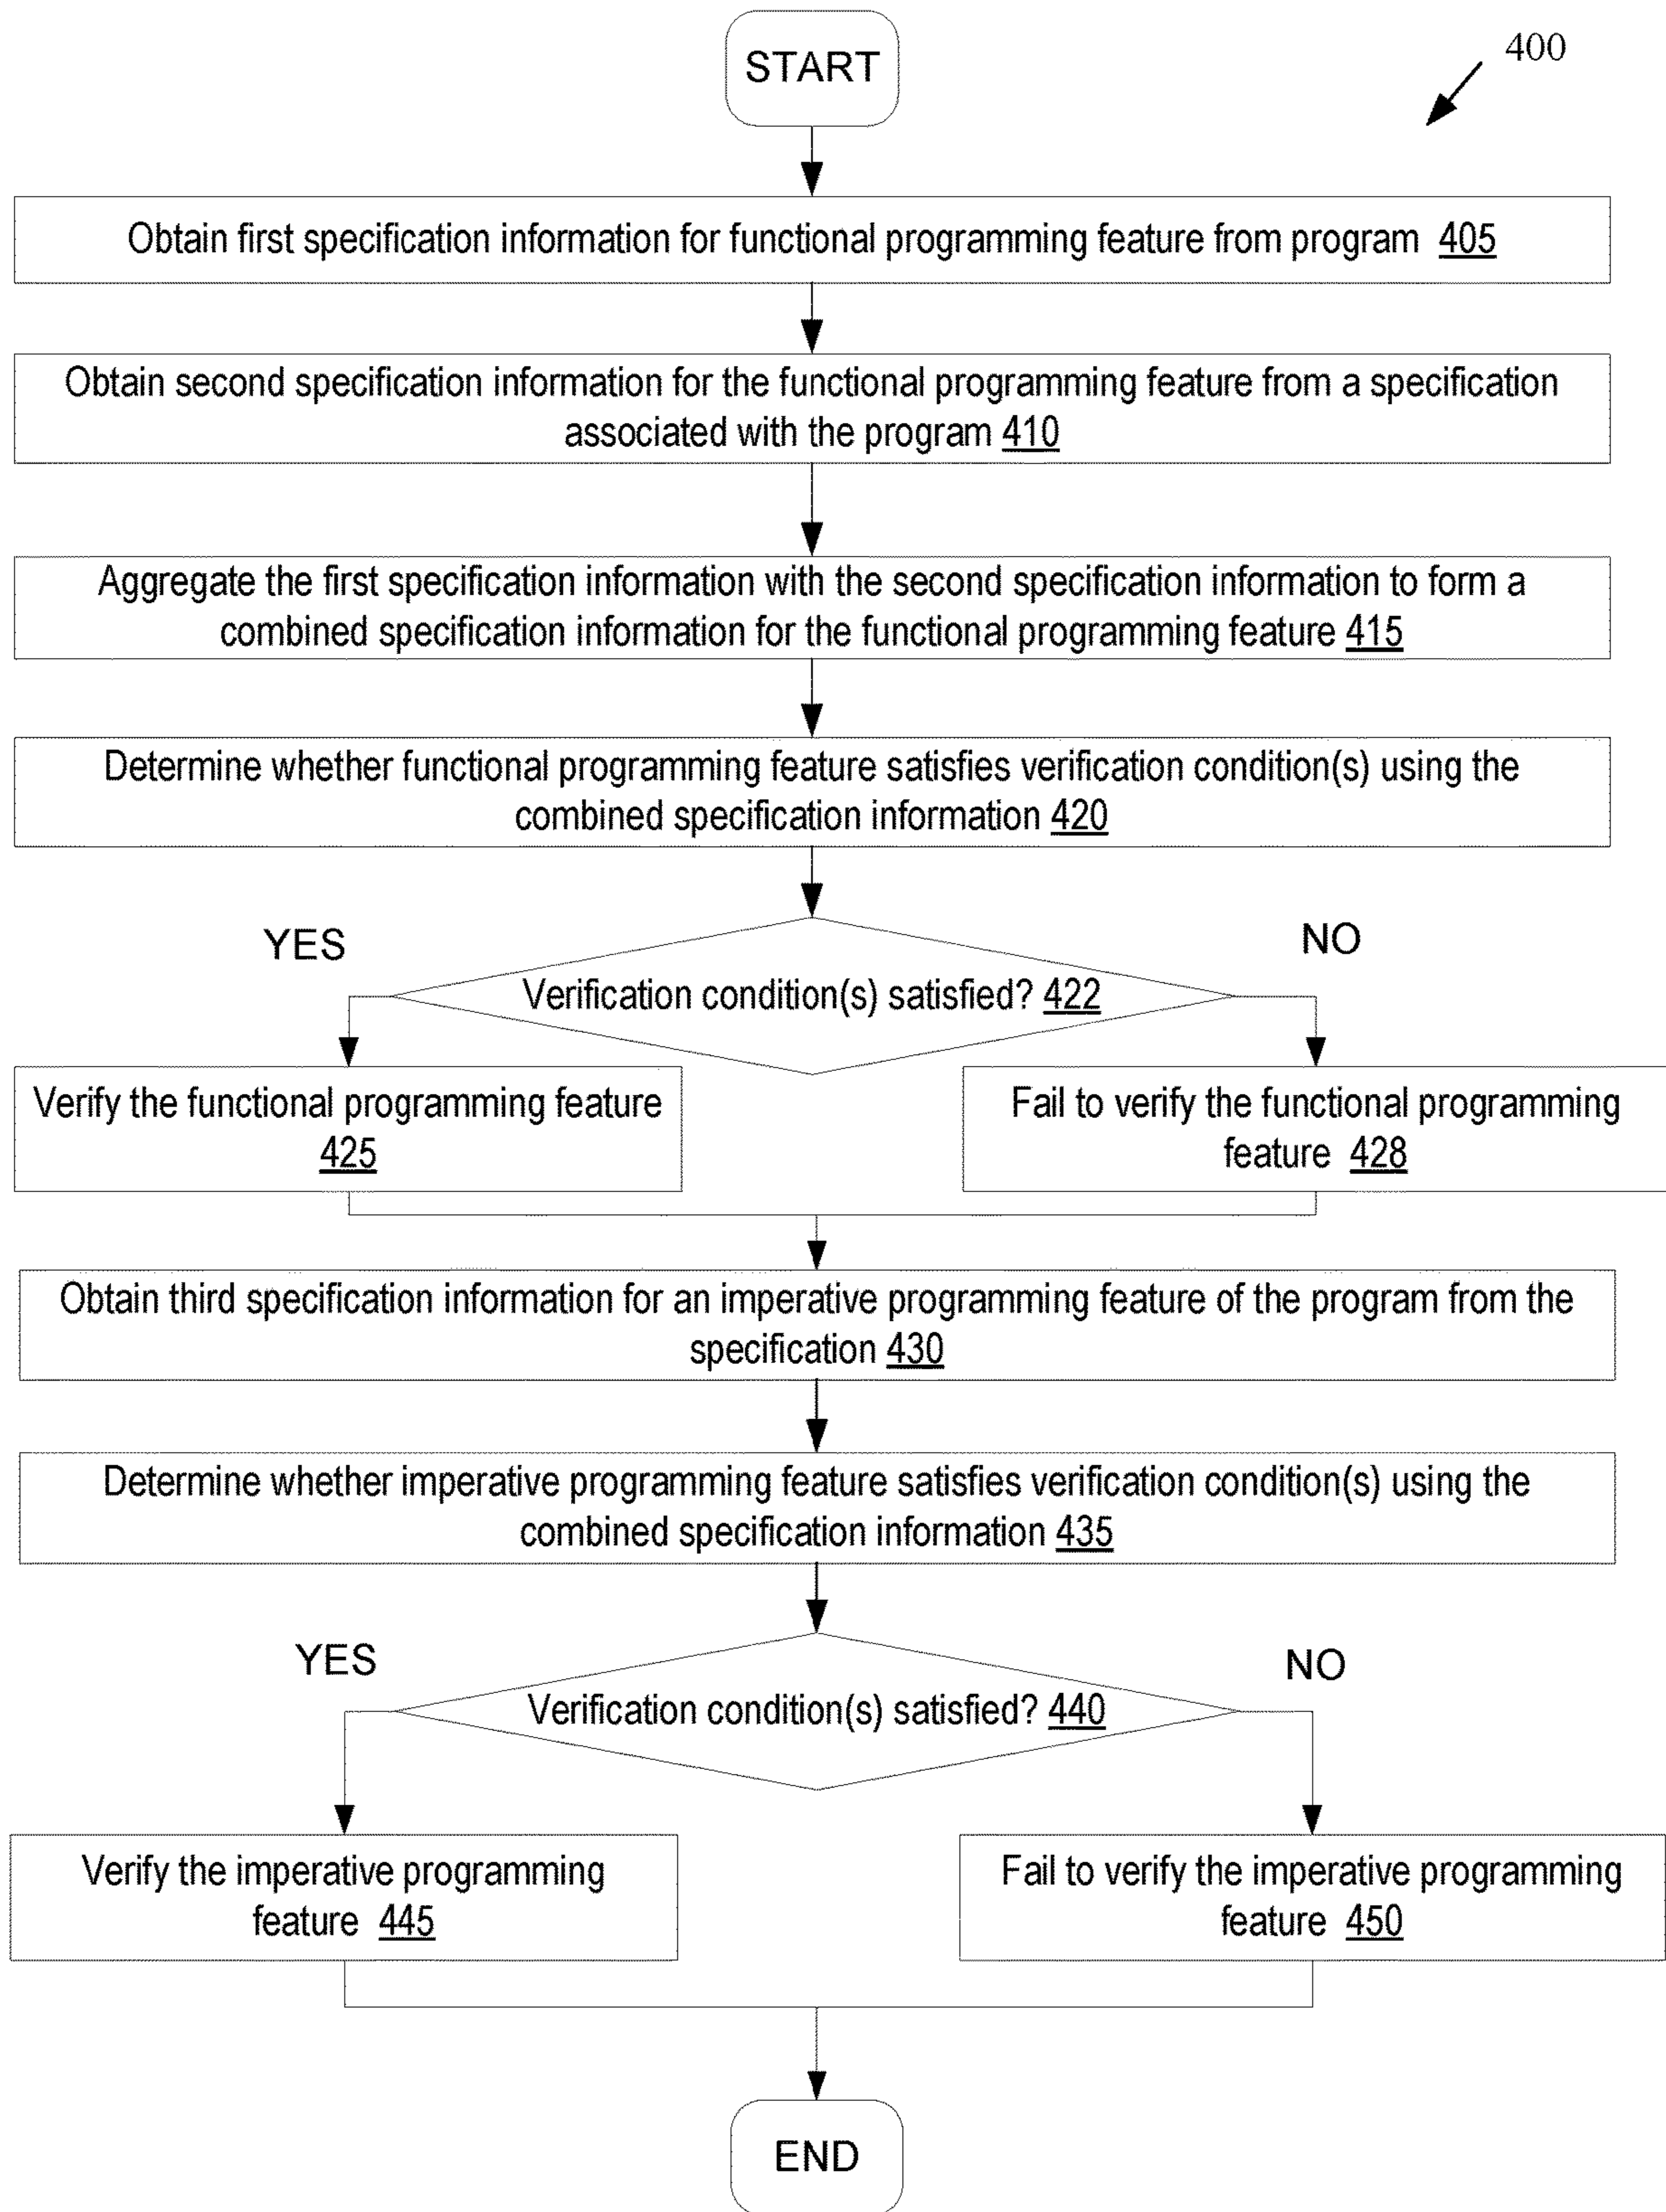 START
400
Obtain first specification information for functional programming feature from program 405
Obtain second specification information for the functional programming feature from a specification
associated with the program 410
Aggregate the first specification information with the second specification information to form a
combined specification information for the functional programming feature 415
Determine whether functional programming feature satisfies verification condition(s) using the
combined specification information 420
YES
NO
Verification condition(s) satisfied? 422
Verify the functional programming feature
425
Fail to verify the functional programming
feature 428
Obtain third specification information for an imperative programming feature of the program from the
specification 430
Determine whether imperative programming feature satisfies verification condition(s) using the
combined specification information 435
YES
NO
Verification condition(s) satisfied? 440
Verify the imperative programming
feature 445
Fail to verify the imperative programming
feature 450
END